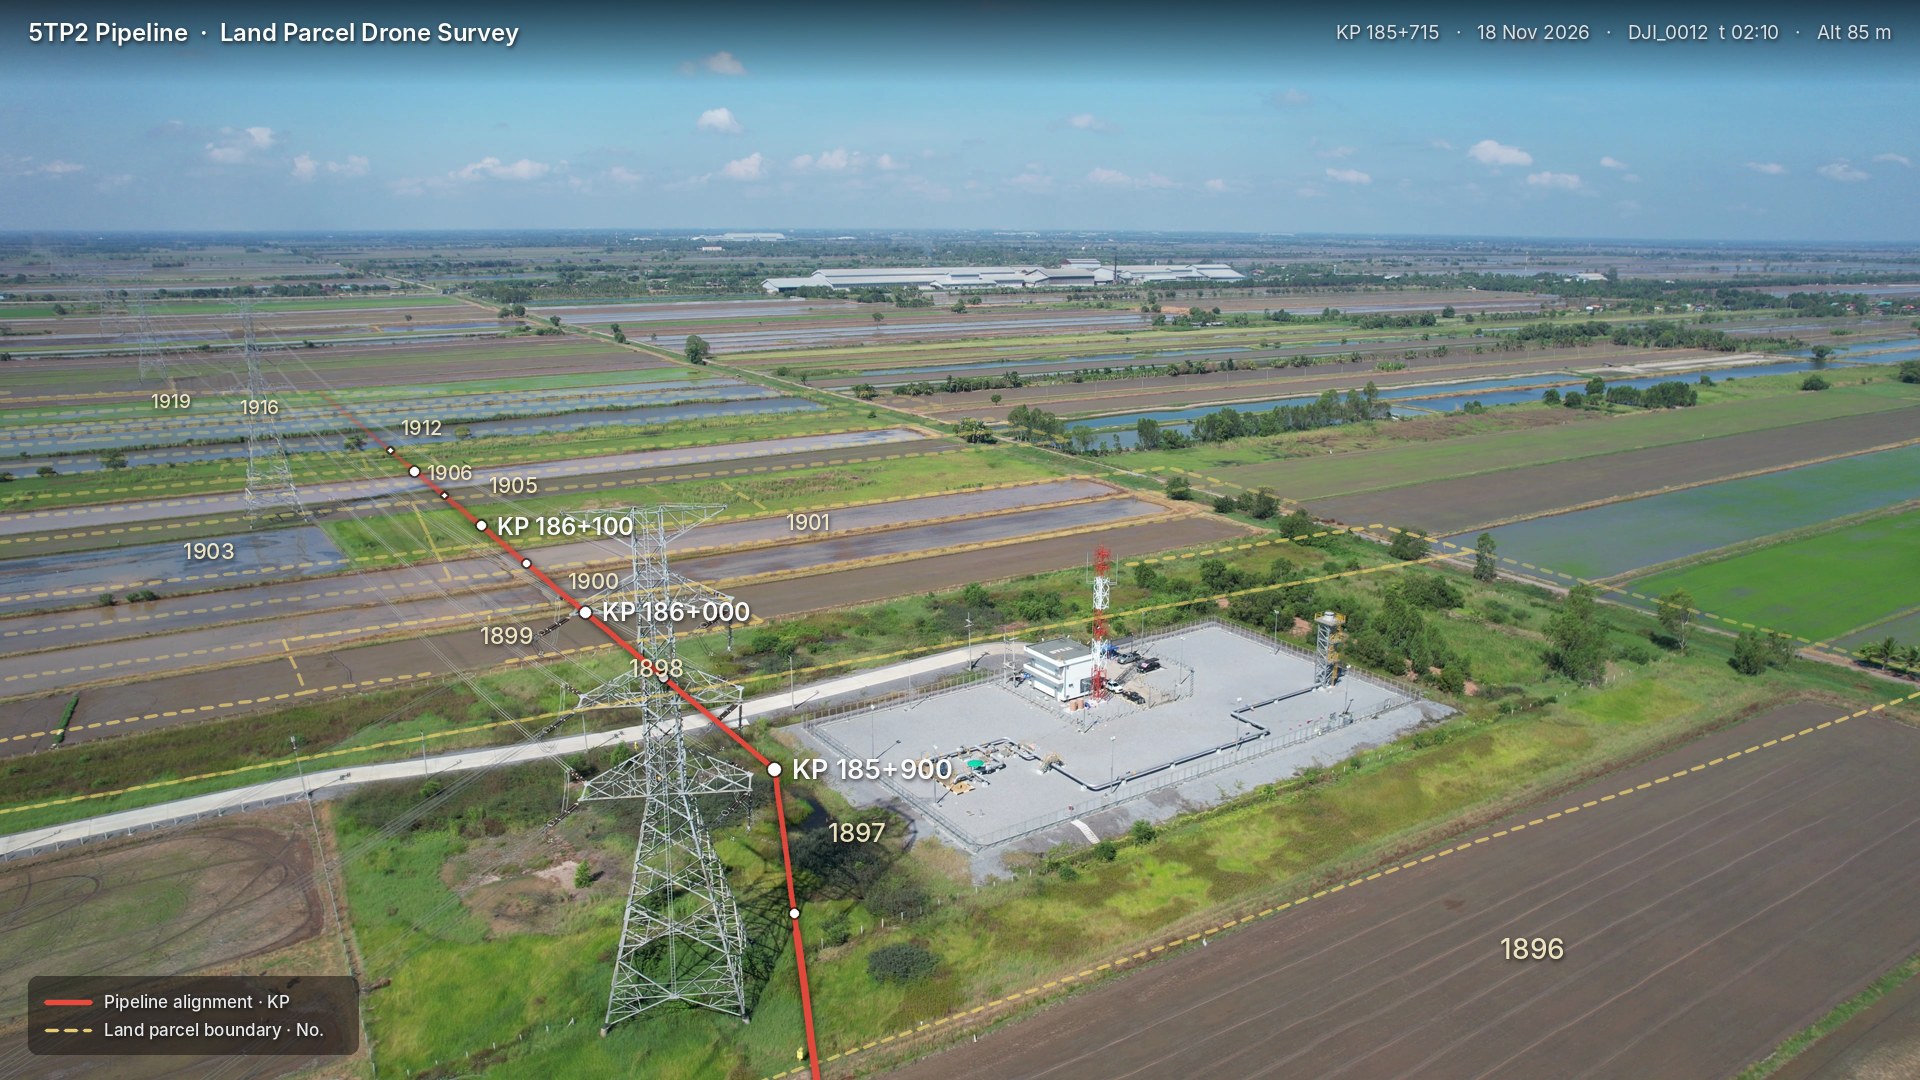 5TP2 Pipeline · Land Parcel Drone Survey
KP 185+715 · 18 Nov 2026 · DJI_0012 t 02:10 · Alt 85 m
1919
1916
1912
1906
1905
KP 186+100
1901
1903
1900
KP 186+000
1899
1898
KP 185+900
1897
1896
Pipeline alignment · KP
Land parcel boundary · No.